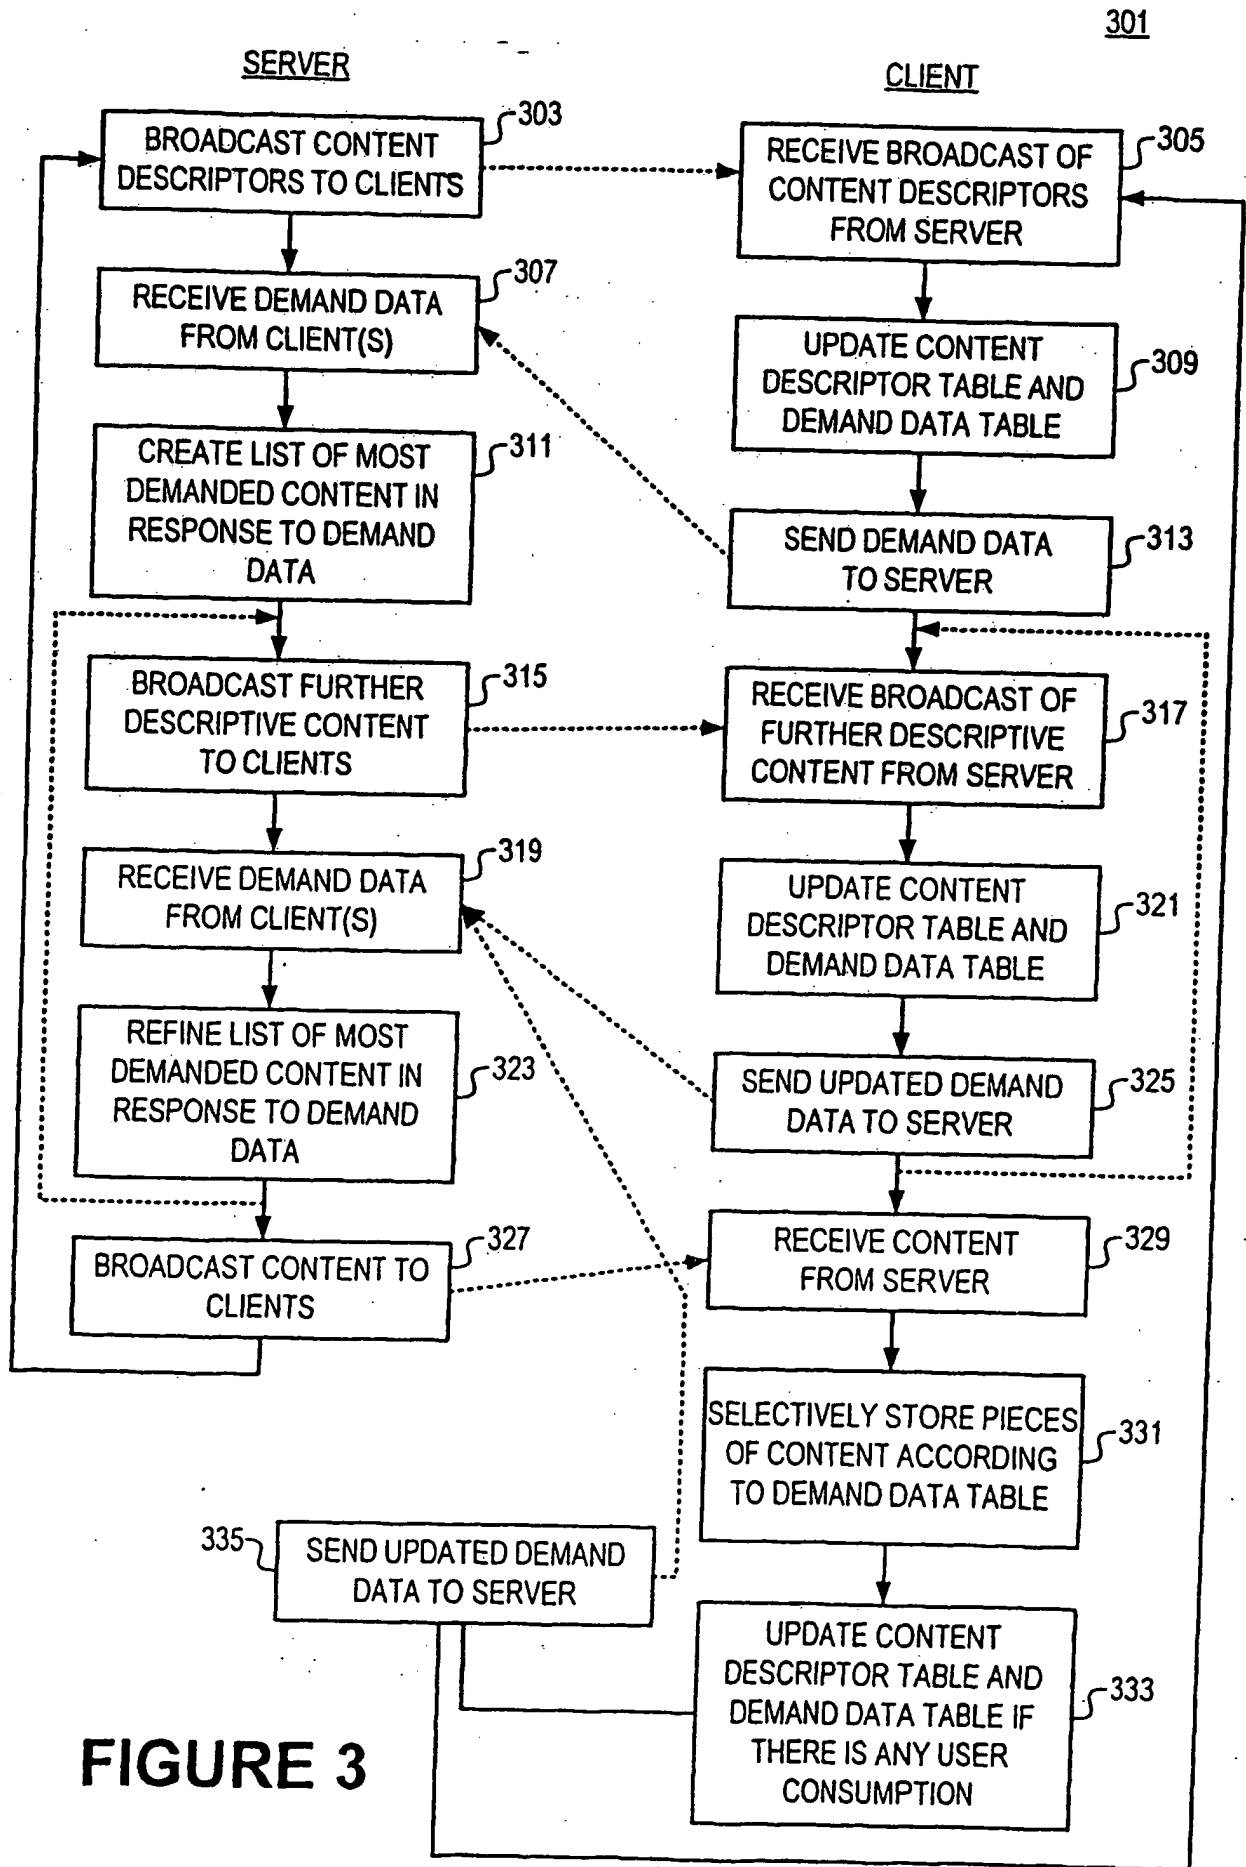 301
SERVER
CLIENT
BROADCAST CONTENT
DESCRIPTORS TO CLIENTS
303
RECEIVE BROADCAST OF
CONTENT DESCRIPTORS
FROM SERVER
305
RECEIVE DEMAND DATA
FROM CLIENT(S)
307
UPDATE CONTENT
DESCRIPTOR TABLE AND
DEMAND DATA TABLE
309
CREATE LIST OF MOST
DEMANDED CONTENT IN
RESPONSE TO DEMAND
DATA
311
SEND DEMAND DATA
TO SERVER
313
BROADCAST FURTHER
DESCRIPTIVE CONTENT
TO CLIENTS
315
RECEIVE BROADCAST OF
FURTHER DESCRIPTIVE
CONTENT FROM SERVER
317
RECEIVE DEMAND DATA
FROM CLIENT(S)
319
UPDATE CONTENT
DESCRIPTOR TABLE AND
DEMAND DATA TABLE
321
REFINE LIST OF MOST
DEMANDED CONTENT IN
RESPONSE TO DEMAND
DATA
323
SEND UPDATED DEMAND
DATA TO SERVER
325
BROADCAST CONTENT TO
CLIENTS
327
RECEIVE CONTENT
FROM SERVER
329
SELECTIVELY STORE PIECES
OF CONTENT ACCORDING
TO DEMAND DATA TABLE
331
335
SEND UPDATED DEMAND
DATA TO SERVER
UPDATE CONTENT
DESCRIPTOR TABLE AND
DEMAND DATA TABLE IF
THERE IS ANY USER
CONSUMPTION
333
FIGURE 3